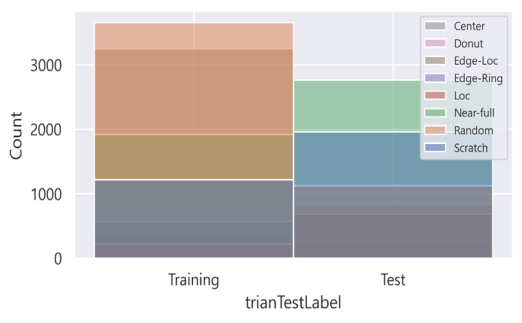 Center
Donut
Edge-Loc
Edge-Ring
Loc
Near-full
Random
Scratch
Count
3000
2000
1000
0
Training
Test
trianTestLabel